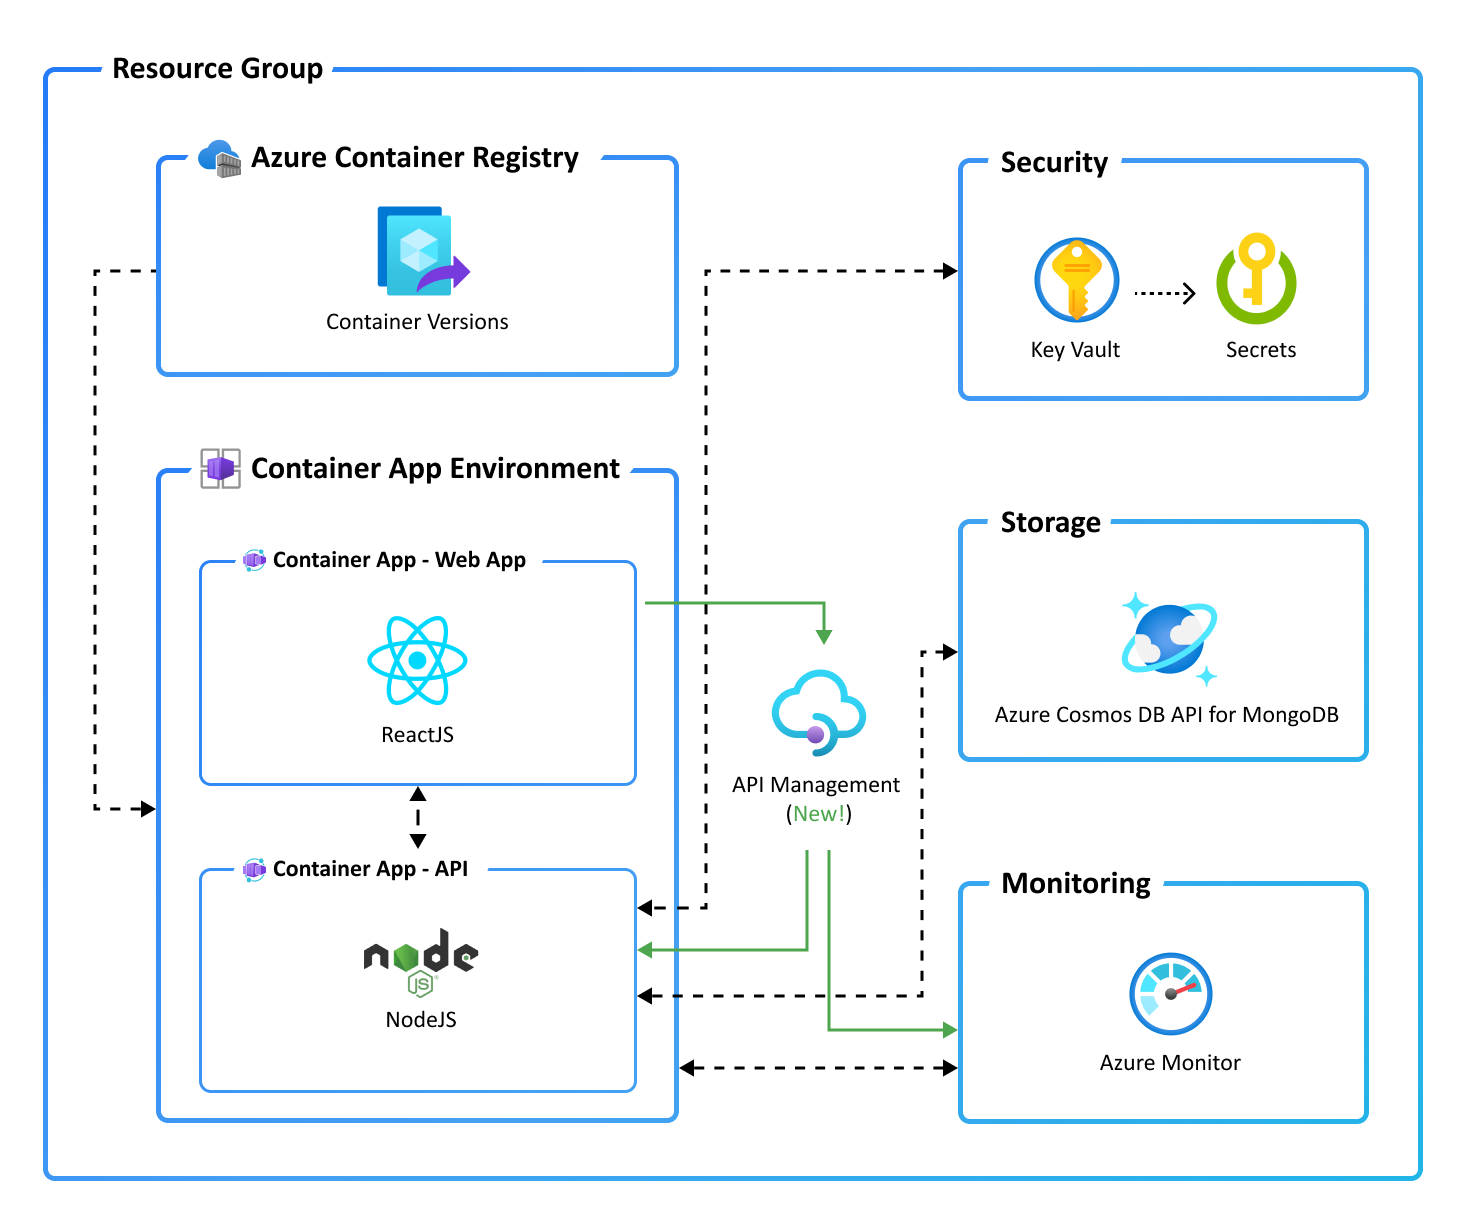 Resource Group
Azure Container Registry
Container Versions
Security
Key Vault
Secrets
Container App Environment
Container App - Web App
ReactJS
Storage
Azure Cosmos DB API for MongoDB
API Management
(New!)
Container App - API
node
JS
NodeJS
Monitoring
Azure Monitor